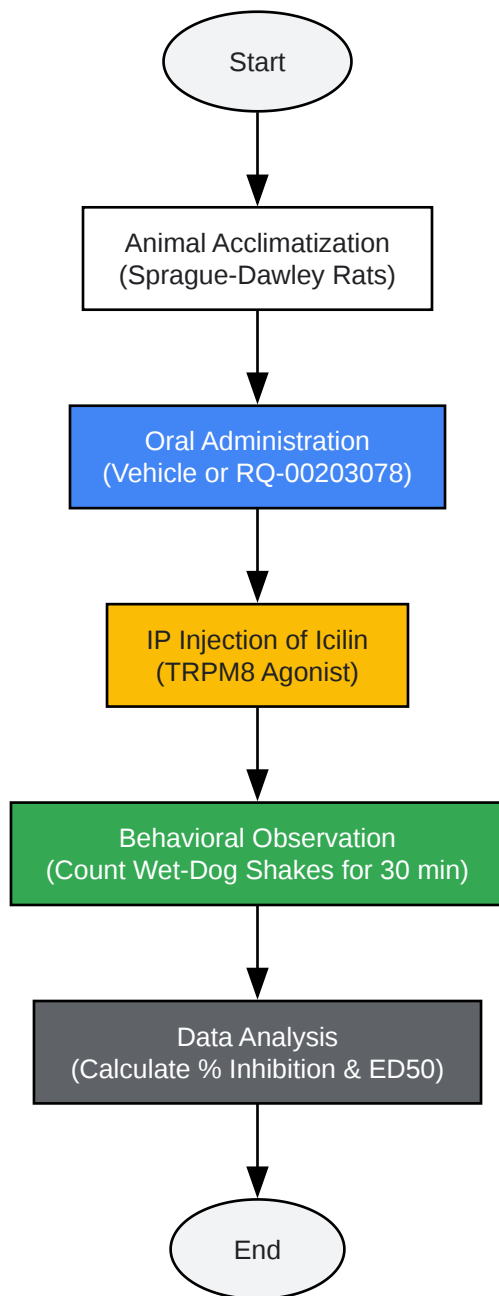 Start
Animal Acclimatization
(Sprague-Dawley Rats)
Oral Administration
(Vehicle or RQ-00203078)
IP Injection of Icilin
(TRPM8 Agonist)
Behavioral Observation
(Count Wet-Dog Shakes for 30 min)
Data Analysis
(Calculate % Inhibition & ED50)
End